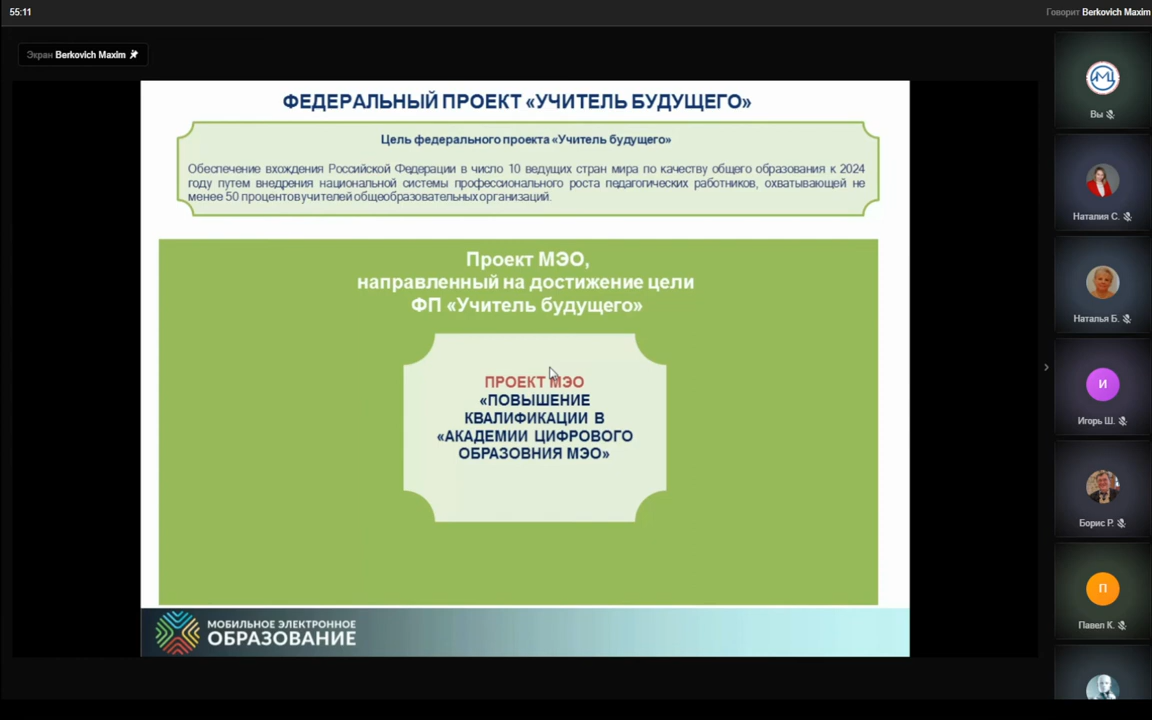 55:11
Говорит Berkovich Maxim
Экран Berkovich Maxim
ФЕДЕРАЛЬНЫЙ ПРОЕКТ «УЧИТЕЛЬ БУДУЩЕГО»
Цель федерального проекта «Учитель будущего»
Обеспечение вхождения Российской Федерации в число 10 ведущих стран мира по качеству общего образования к 2024
году путем внедрения национальной системы профессионального роста педагогических работников, охватывающей не
менее 50 процентов учителей общеобразовательных организаций.
Проект МЭО,
направленный на достижение цели
ФП «Учитель будущего»
ПРОЕКТ МЭО
«ПОВЫШЕНИЕ
КВАЛИФИКАЦИИ В
«АКАДЕМИИ ЦИФРОВОГО
ОБРАЗОВНИЯ МЭО»
МОБИЛЬНОЕ ЭЛЕКТРОННОЕ
ОБРАЗОВАНИЕ
Вы
Наталия С.
Наталья Б.
И
Игорь Ш.
Борис Р.
П
Павел К.